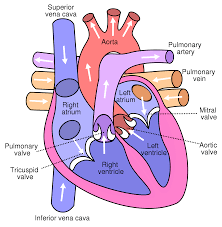 Superior
vena cava
Aorta
Pulmonary
artery
Pulmonary
vein
Right
atrium
Left
atrium
Mitral
valve
Pulmonary
valve
Aortic
valve
Tricuspid
valve
Right
ventricle
Left
ventricle
Inferior vena cava